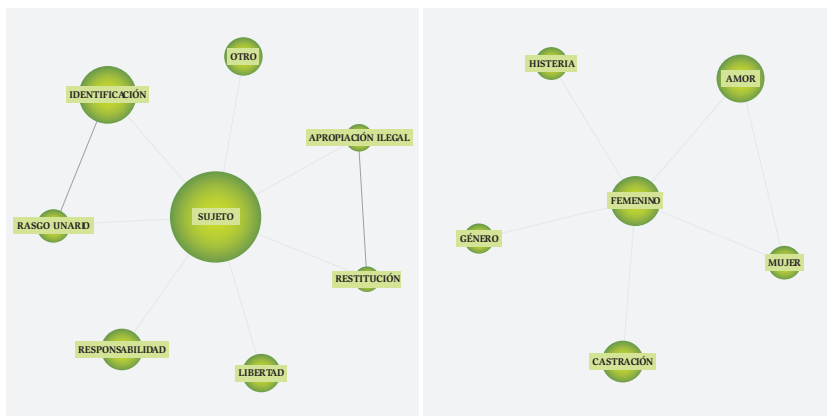 OTRO
IDENTIFICACIÓN
APROPIACIÓN ILEGAL
SUJETO
RASGO UNARIO
RESTITUCIÓN
RESPONSABILIDAD
LIBERTAD
HISTERIA
AMOR
FEMENINO
GÉNERO
MUJER
CASTRACIÓN